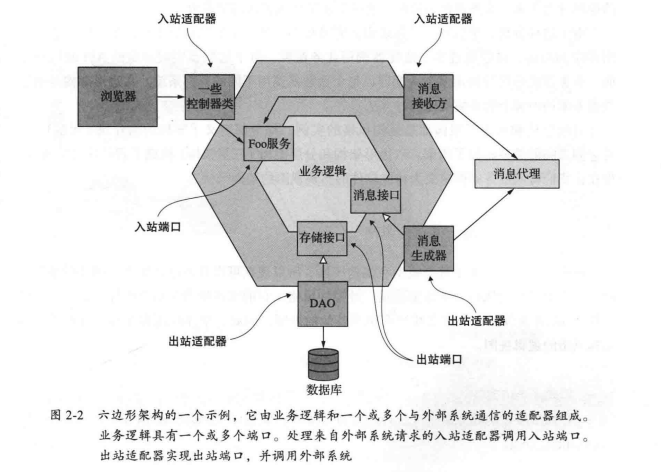 入站适配器
入站适配器
浏览器
一些
控制器类
消息
接收方
Foo服务
业务逻辑
消息代理
消息接口
入站端口
存储接口
消息
生成器
DAO
出站适配器
出站适配器
出站端口
数据库
图 2-2 六边形架构的一个示例，它由业务逻辑和一个或多个与外部系统通信的适配器组成。
业务逻辑具有一个或多个端口。处理来自外部系统请求的入站适配器调用入站端口。
出站适配器实现出站端口，并调用外部系统